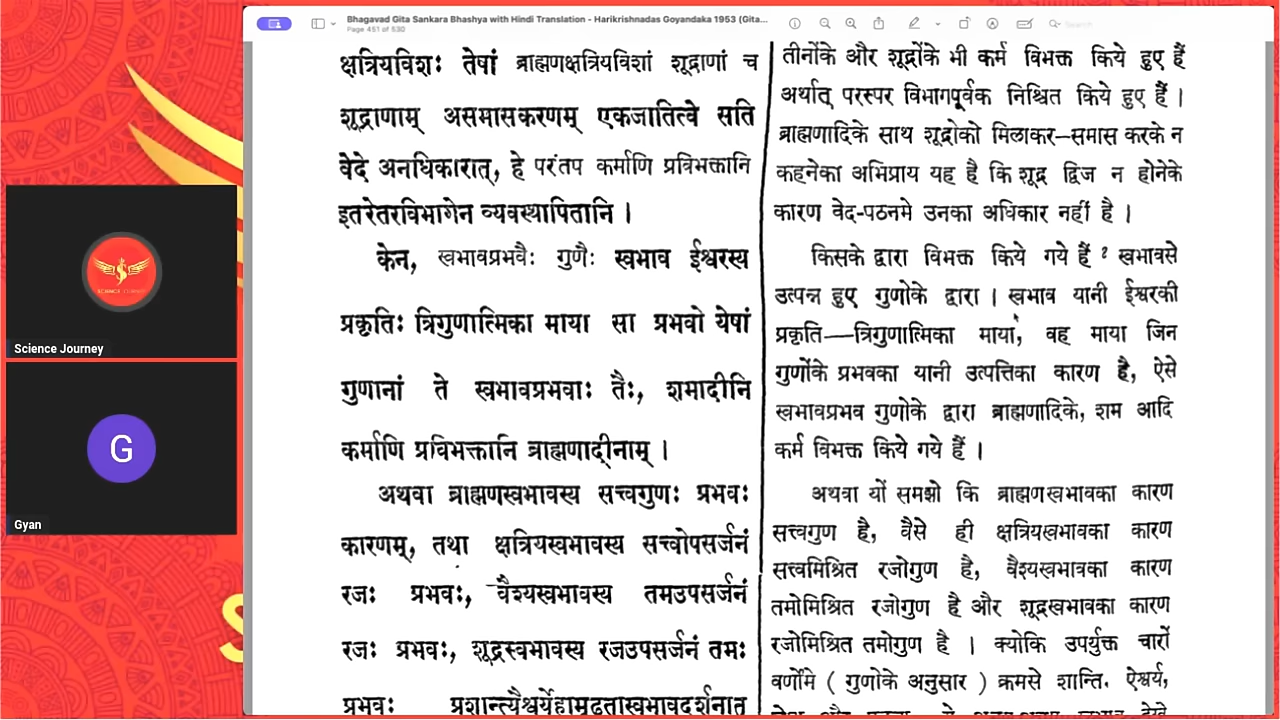 Bhagavad Gita Sankara Bhashya with Hindi Translation - Harikrishnadas Goyandaka 1953 (Gita...
Page 451 of 530
Search
क्षत्रियविशः तेषां ब्राह्मणक्षत्रियविशां शूद्राणां च
शूद्राणाम् असमासकरणम् एकजातित्वे सति
वेदे अनधिकारात्, हे परंतप कर्माणि प्रविभक्तानि
इतरेतरविभागेन व्यवस्थापितानि ।
केन, स्वभावप्रभवैः गुणैः स्वभाव ईश्वरस्य
प्रकृतिः त्रिगुणात्मिका माया सा प्रभवो येषां
गुणानां ते स्वभावप्रभवाः तैः, शमादीनि
कर्माणि प्रविभक्तानि ब्राह्मणादीनाम् ।
अथवा ब्राह्मणस्वभावस्य सत्त्वगुणः प्रभवः
कारणम्, तथा क्षत्रियस्वभावस्य सत्त्वोपसर्जनं
रजः प्रभवः, वैश्यस्वभावस्य तमउपसर्जनं
रजः प्रभवः, शूद्रस्वभावस्य रजउपसर्जनं तमः
प्रभवः प्रशान्त्यैश्वर्येहामूढतास्वभावदर्शनात्
तीनोंके और शूद्रोंके भी कर्म विभक्त किये हुए हैं
अर्थात् परस्पर विभागपूर्वक निश्चित किये हुए हैं ।
ब्राह्मणादिके साथ शूद्रोको मिलाकर–समास करके न
कहनेका अभिप्राय यह है कि शूद्र द्विज न होनेके
कारण वेद-पठनमे उनका अधिकार नहीं है ।
किसके द्वारा विभक्त किये गये हैं ? स्वभावसे
उत्पन्न हुए गुणोके द्वारा । स्वभाव यानी ईश्वरकी
प्रकृति—त्रिगुणात्मिका माया, वह माया जिन
गुणोंके प्रभवका यानी उत्पत्तिका कारण है, ऐसे
स्वभावप्रभव गुणोके द्वारा ब्राह्मणादिके, शम आदि
कर्म विभक्त किये गये हैं ।
अथवा यों समझो कि ब्राह्मणस्वभावका कारण
सत्त्वगुण है, वैसे ही क्षत्रियस्वभावका कारण
सत्त्वमिश्रित रजोगुण है, वैश्यस्वभावका कारण
तमोमिश्रित रजोगुण है और शूद्रस्वभावका कारण
रजोमिश्रित तमोगुण है । क्योकि उपर्युक्त चारों
वर्णोमे ( गुणोके अनुसार ) क्रमसे शान्ति, ऐश्वर्य,
Science Journey
G
Gyan